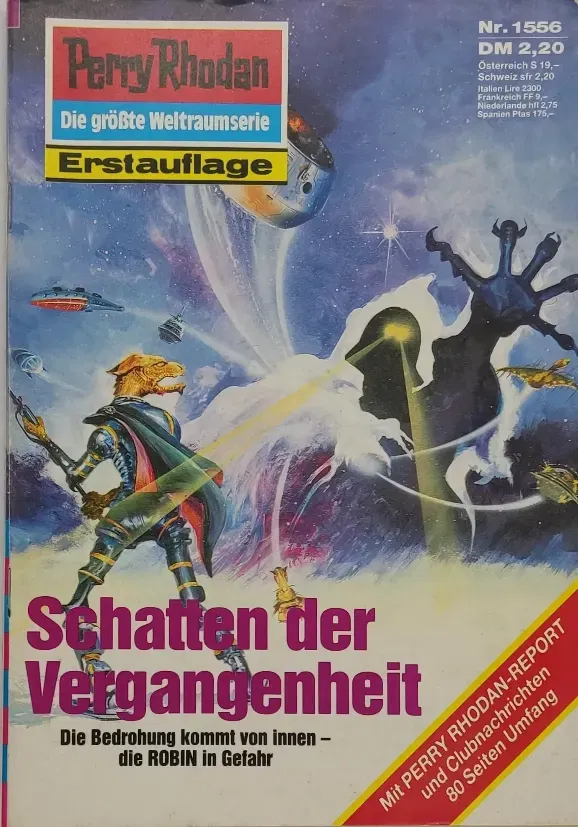 Perry Rhodan
Die größte Weltraumserie
Erstauflage
Nr. 1556
DM 2,20
Österreich S 19,–
Schweiz sfr 2,20
Italien Lire 2300
Frankreich FF 9,–
Niederlande hfl 2,75
Spanien Ptas 175,–
Schatten der
Vergangenheit
Die Bedrohung kommt von innen –
die ROBIN in Gefahr
Mit PERRY RHODAN-REPORT
und Clubnachrichten
80 Seiten Umfang